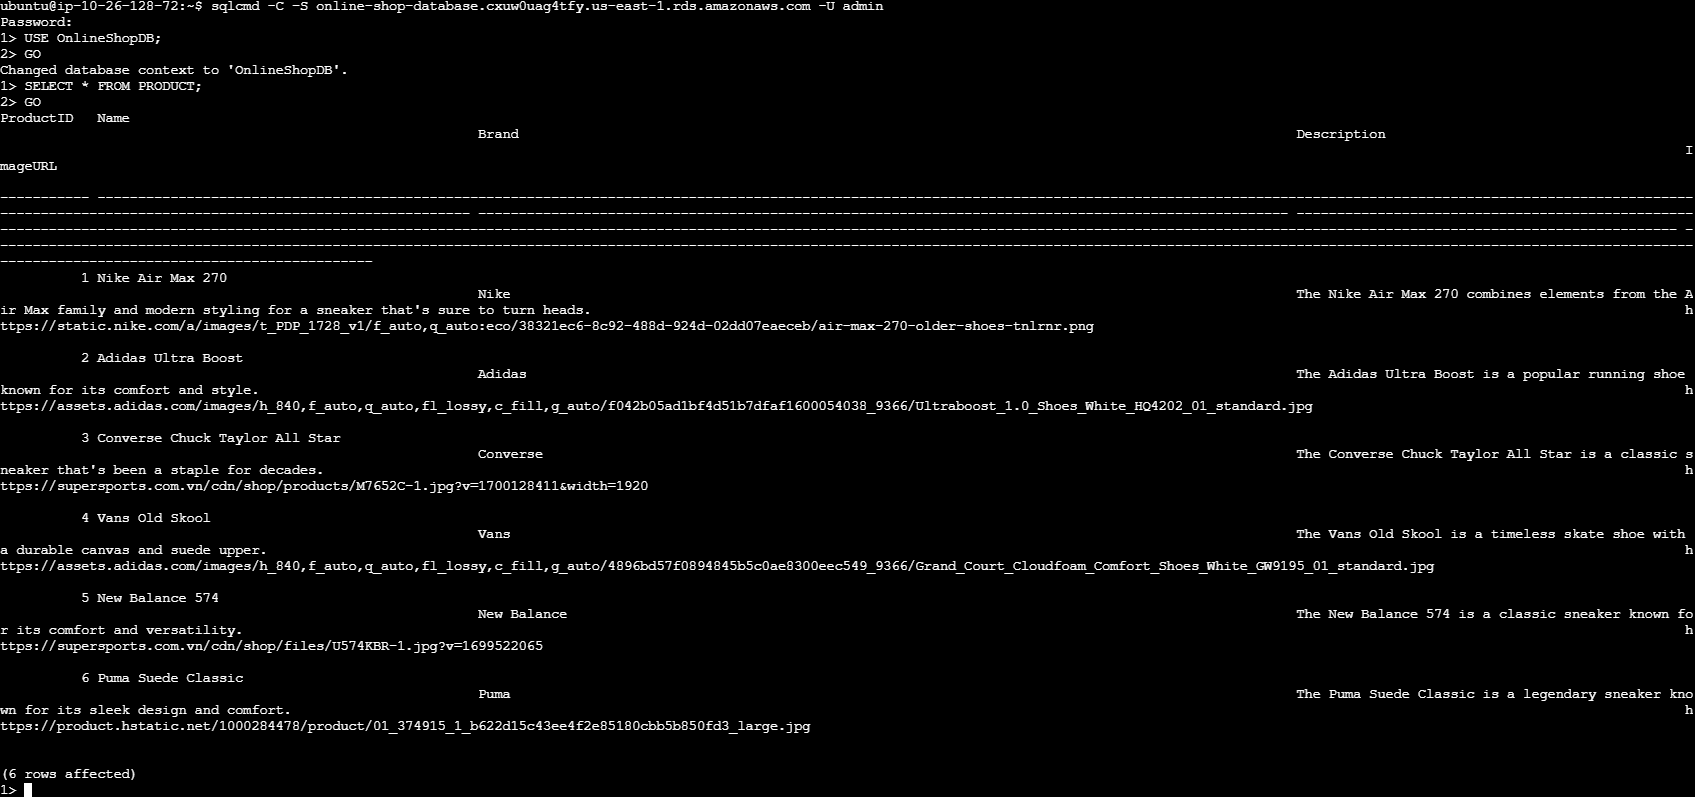 ubuntu@ip-10-26-128-72:~$ sqlcmd -C -S online-shop-database.cxuw0uag4tfy.us-east-1.rds.amazonaws.com -U admin
Password:
1> USE OnlineShopDB;
2> GO
Changed database context to 'OnlineShopDB'.
1> SELECT * FROM PRODUCT;
2> GO
ProductID   Name
Brand Description
I
mageURL
----------- ----------------------------------------------------------------------------------------------------------------------------------------------------------------------------------------------------
---------------------------------------------------------- ---------------------------------------------------------------------------------------------------- -------------------------------------------------
---------------------------------------------------------------------------------------------------------------------------------------------------------------------------------------------------------------- -
-----------------------------------------------------------------------------------------------------------------------------------------------------------------------------------------------------------------
----------------------------------------------
1 Nike Air Max 270
Nike The Nike Air Max 270 combines elements from the A
ir Max family and modern styling for a sneaker that's sure to turn heads. h
ttps://static.nike.com/a/images/t_PDP_1728_v1/f_auto,q_auto:eco/38321ec6-8c92-488d-924d-02dd07eaeceb/air-max-270-older-shoes-tnlrnr.png
2 Adidas Ultra Boost
Adidas The Adidas Ultra Boost is a popular running shoe
known for its comfort and style. h
ttps://assets.adidas.com/images/h_840,f_auto,q_auto,fl_lossy,c_fill,g_auto/f042b05ad1bf4d51b7dfaf1600054038_9366/Ultraboost_1.0_Shoes_White_HQ4202_01_standard.jpg
3 Converse Chuck Taylor All Star
Converse The Converse Chuck Taylor All Star is a classic s
neaker that's been a staple for decades. h
ttps://supersports.com.vn/cdn/shop/products/M7652C-1.jpg?v=1700128411&width=1920
4 Vans Old Skool
Vans The Vans Old Skool is a timeless skate shoe with
a durable canvas and suede upper. h
ttps://assets.adidas.com/images/h_840,f_auto,q_auto,fl_lossy,c_fill,g_auto/4896bd57f0894845b5c0ae8300eec549_9366/Grand_Court_Cloudfoam_Comfort_Shoes_White_GW9195_01_standard.jpg
5 New Balance 574
New Balance The New Balance 574 is a classic sneaker known fo
r its comfort and versatility. h
ttps://supersports.com.vn/cdn/shop/files/U574KBR-1.jpg?v=1699522065
6 Puma Suede Classic
Puma The Puma Suede Classic is a legendary sneaker kno
wn for its sleek design and comfort. h
ttps://product.hstatic.net/1000284478/product/01_374915_1_b622d15c43ee4f2e85180cbb5b850fd3_large.jpg
(6 rows affected)
1>